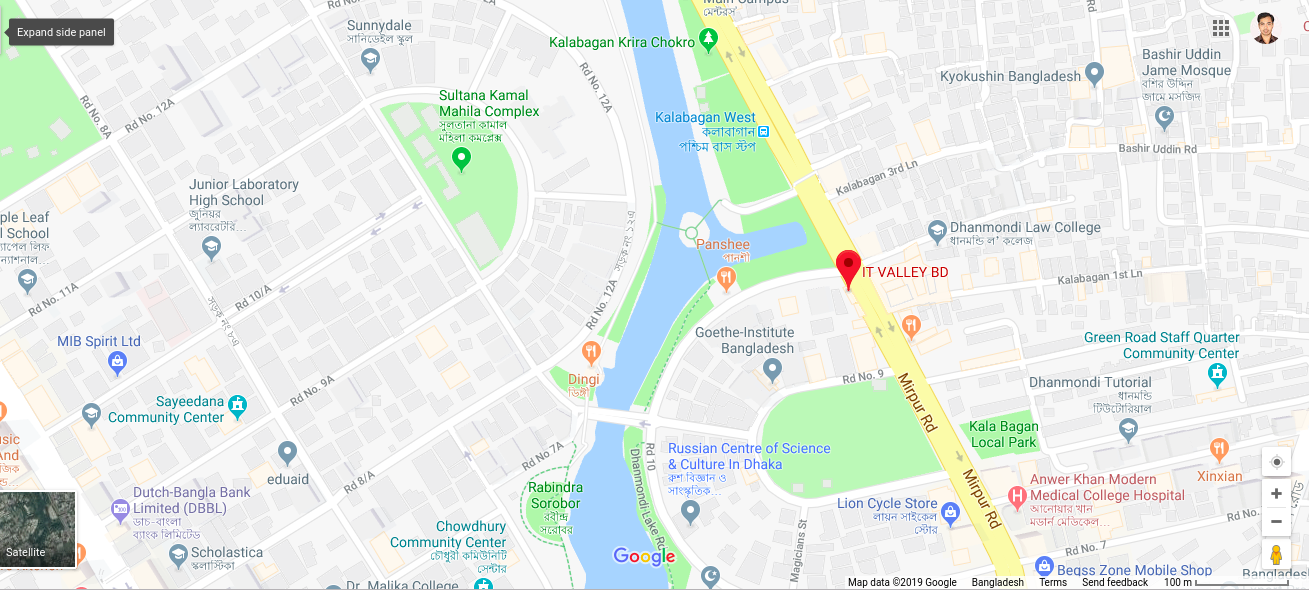 Main Campus
মেন্টরস'
Expand side panel
Sunnydale
সানিডেইল স্কুল
Kalabagan Krira Chokro
Bashir Uddin
Jame Mosque
বশির উদ্দিন
জামে মসজিদ
Kyokushin Bangladesh
Rd No. 12A
Rd No. 8A
Rd No. 12A
Sultana Kamal
Mahila Complex
সুলতানা কামাল
মহিলা কমপ্লেক্স
Kalabagan West
কলাবাগান
পশ্চিম বাস স্টপ
Bashir Uddin Rd
Kalabagan 3rd Ln
Junior Laboratory
High School
জুনিয়র
ল্যাবরেটরি...
ple Leaf
l School
Dhanmondi Law College
ধানমন্ডি ল' কলেজ
Panshee
পানশী
IT VALLEY BD
Kalabagan 1st Ln
Rd No. 11A
Rd No. 10/A
Rd No. 12A
MIB Spirit Ltd
Goethe-Institute
Bangladesh
Green Road Staff Quarter
Community Center
Dingi
ডিঙ্গী
Rd No. 9
Rd No. 9A
Mirpur Rd
Dhanmondi Tutorial
ধানমন্ডি
টিউটোরিয়াল
Sayeedana
Community Center
Kala Bagan
Local Park
Rd No 7A
Rd 10
Russian Centre of Science
& Culture In Dhaka
রুশ বিজ্ঞান ও
সাংস্কৃতিক...
Xinxian
eduaid
Rd No. 8/A
Dhanmondi Lake Rd
Mirpur Rd
Anwer Khan Modern
Medical College Hospital
আনোয়ার খান
মডার্ন মেডিকেল...
Rabindra
Sorobor
রবীন্দ্র
সরোবর
Dutch-Bangla Bank
Limited (DBBL)
ডাচ-বাংলা
ব্যাংক লিমিটেড
Lion Cycle Store
লায়ন সাইকেল
স্টোর
Chowdhury
Community Center
চৌধুরী কমিউনিটি
সেন্টার
Magicians St
Rd No. 7
Satellite
Scholastica
স্কলাস্টিকা
Google
Begss Zone Mobile Shop
Dr. Malika College
Map data ©2019 Google
Bangladesh
Terms
Send feedback
100 m